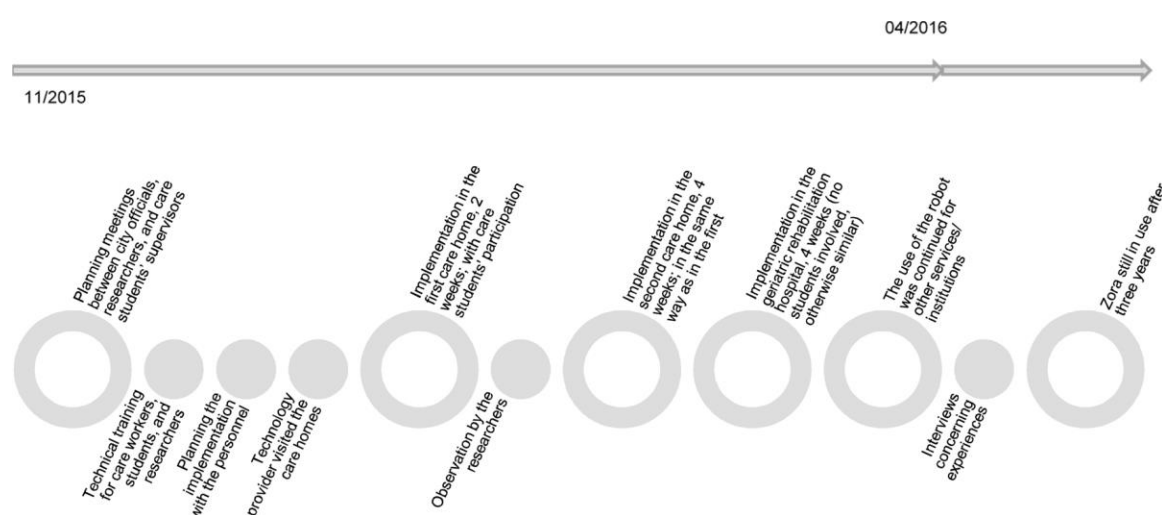 04/2016
11/2015
Planning meetings
between city officials,
researchers, and care
students' supervisors
Technical training
for care workers,
students, and
researchers
Planning the
implementation
with the personnel
Technology
provider visited the
care homes
Implementation in the
first care home, 2
weeks; with care
students' participation
Observation by the
researchers
Implementation in the
second care home, 4
weeks; in the same
way as in the first
Implementation in the
geriatric rehabilitation
hospital, 4 weeks (no
students involved,
otherwise similar)
The use of the robot
was continued for
other services/
institutions
Interviews
concerning
experiences
Zora still in use after
three years